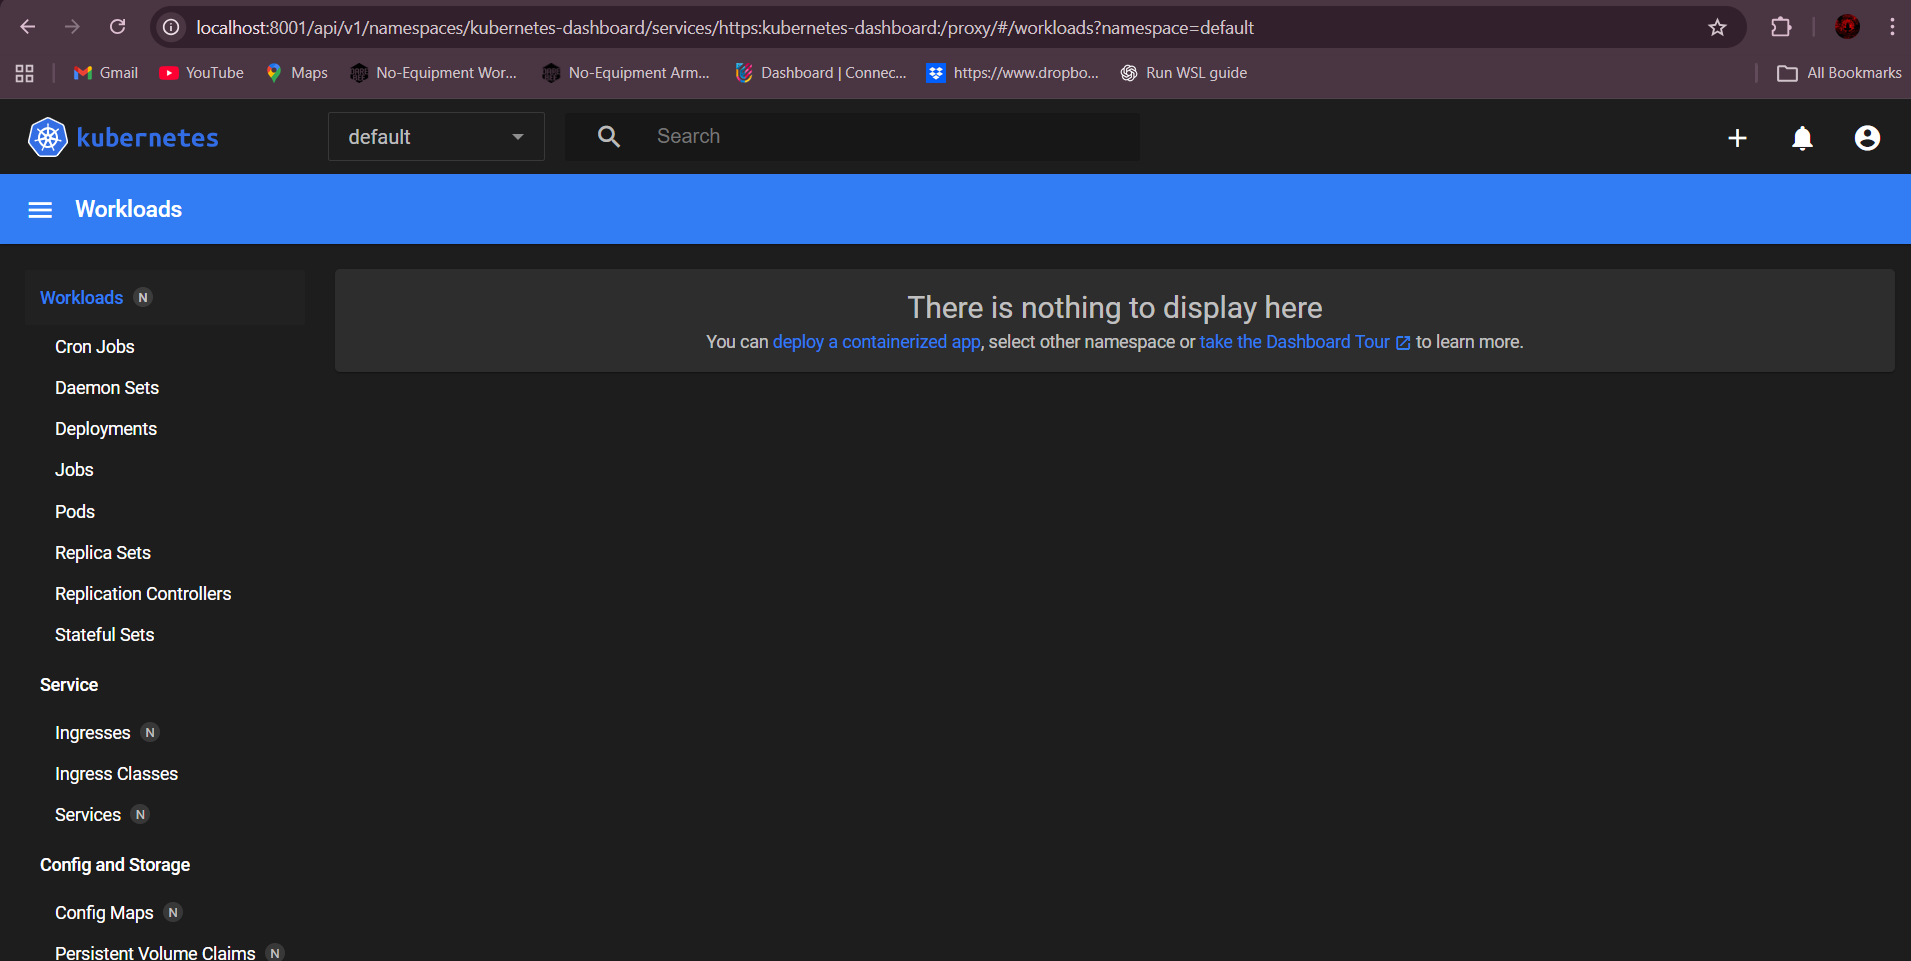 localhost:8001/api/v1/namespaces/kubernetes-dashboard/services/https:kubernetes-dashboard:/proxy/#/workloads?namespace=default
Gmail YouTube Maps No-Equipment Wor... No-Equipment Arm... Dashboard | Connec... https://www.dropbo... Run WSL guide All Bookmarks
kubernetes default Search
Workloads
Workloads N
Cron Jobs
Daemon Sets
Deployments
Jobs
Pods
Replica Sets
Replication Controllers
Stateful Sets
Service
Ingresses N
Ingress Classes
Services N
Config and Storage
Config Maps N
Persistent Volume Claims N
There is nothing to display here
You can deploy a containerized app, select other namespace or take the Dashboard Tour to learn more.